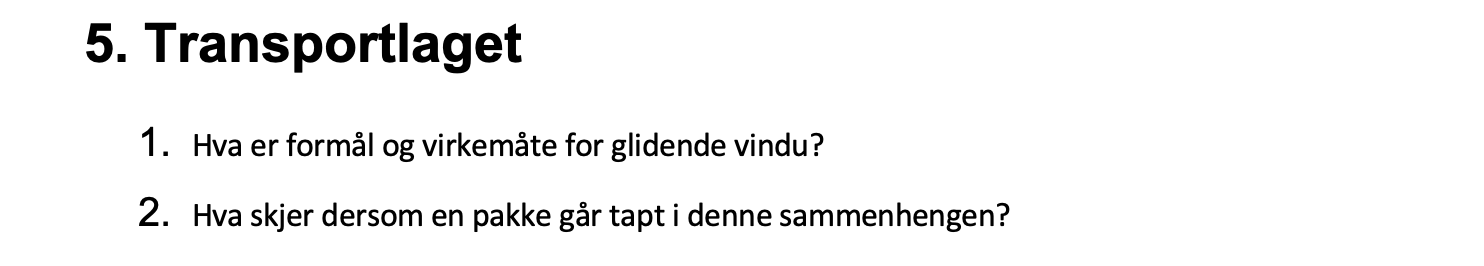 5. Transportlaget
1. Hva er formål og virkemåte for glidende vindu?
2. Hva skjer dersom en pakke går tapt i denne sammenhengen?